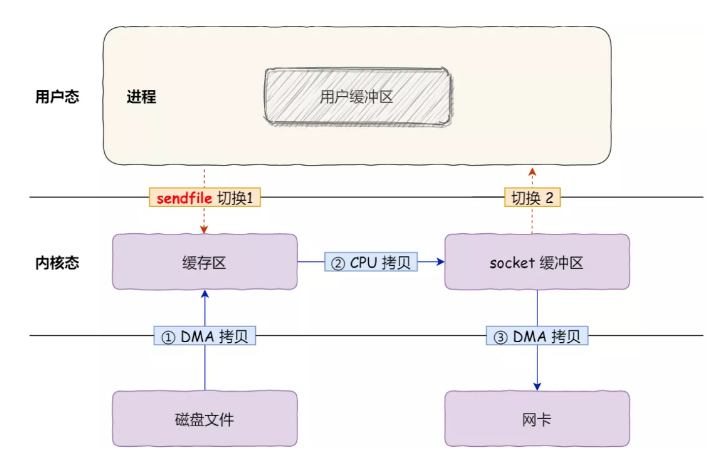 用户态
进程
用户缓冲区
sendfile 切换1
切换 2
内核态
缓存区
② CPU 拷贝
socket 缓冲区
① DMA 拷贝
③ DMA 拷贝
磁盘文件
网卡